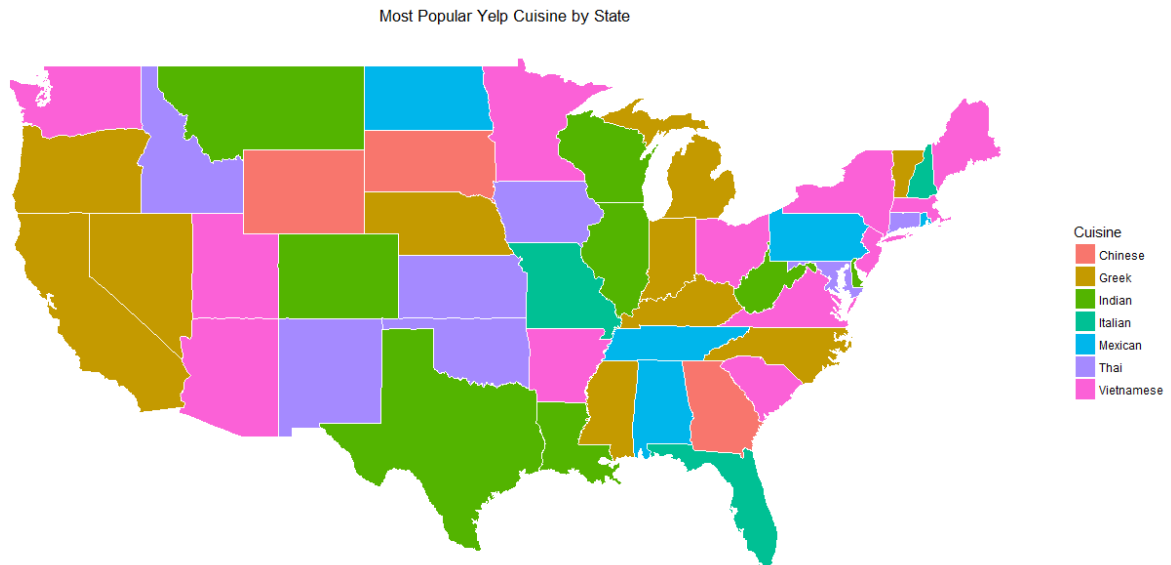 Most Popular Yelp Cuisine by State
Cuisine
Chinese
Greek
Indian
Italian
Mexican
Thai
Vietnamese